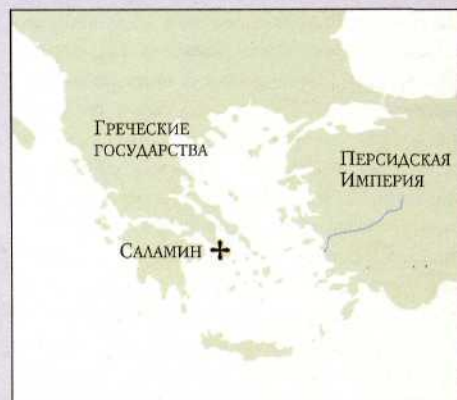 Греческие
государства
Персидская
Империя
Саламин